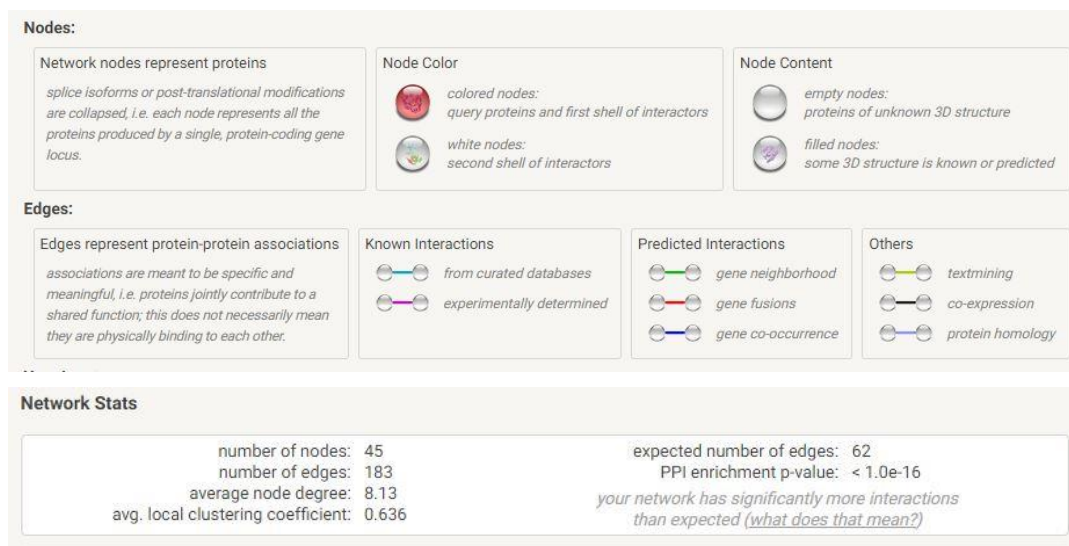 Nodes:
Network nodes represent proteins
splice isoforms or post-translational modifications
are collapsed, i.e. each node represents all the
proteins produced by a single, protein-coding gene
locus.
Node Color
colored nodes:
query proteins and first shell of interactors
white nodes:
second shell of interactors
Node Content
empty nodes:
proteins of unknown 3D structure
filled nodes:
some 3D structure is known or predicted
Edges:
Edges represent protein-protein associations
associations are meant to be specific and
meaningful, i.e. proteins jointly contribute to a
shared function; this does not necessarily mean
they are physically binding to each other.
Known Interactions
from curated databases
experimentally determined
Predicted Interactions
gene neighborhood
gene fusions
gene co-occurrence
Others
textmining
co-expression
protein homology
Network Stats
number of nodes: 45
number of edges: 183
average node degree: 8.13
avg. local clustering coefficient: 0.636
expected number of edges: 62
PPI enrichment p-value: < 1.0e-16
your network has significantly more interactions
than expected (what does that mean?)